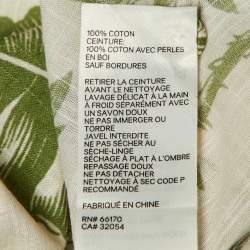 100% COTON
CEINTURE:
100% COTON AVEC PERLES
EN BOI
SAUF BORDURES
RETIRER LA CEINTURE
AVANT LE NETTOYAGE
LAVAGE DÉLICAT À LA MAIN
À FROID SÉPARÉMENT AVEC
UN SAVON DOUX
NE PAS IMMERGER OU
TORDRE
JAVEL INTERDITE
NE PAS SÉCHER AU
SÈCHE-LINGE
SÉCHAGE À PLAT À L'OMBRE
REPASSAGE DOUX
NE PAS DÉTACHER
NETTOYAGE À SEC CODE P
RECOMMANDÉ
FABRIQUÉ EN CHINE
RN# 66170
CA# 32054